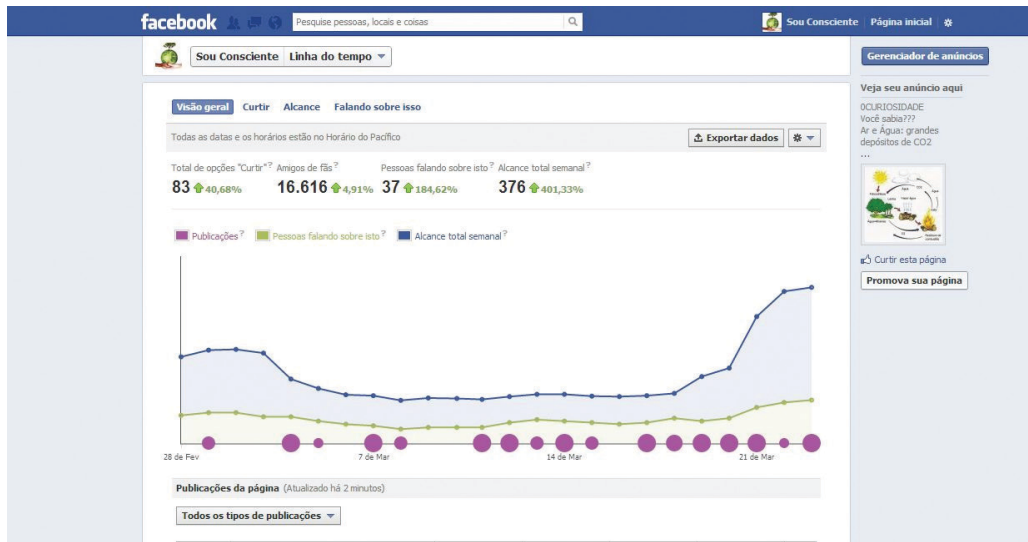 facebook
Pesquise pessoas, locais e coisas
Sou Consciente Página inicial
Sou Consciente Linha do tempo
Gerenciador de anúncios
Veja seu anúncio aqui
0CURIOSIDADE
Você sabia???
Ar e Água: grandes
depósitos de CO2
...
Curtir esta página
Promova sua página
Visão geral Curtir Alcance Falando sobre isso
Todas as datas e os horários estão no Horário do Pacífico
Exportar dados
Total de opções "Curtir"? Amigos de fãs? Pessoas falando sobre isto? Alcance total semanal?
83 40,68% 16.616 4,91% 37 184,62% 376 401,33%
Publicações? Pessoas falando sobre isto? Alcance total semanal?
28 de Fev 7 de Mar 14 de Mar 21 de Mar
Publicações da página (Atualizado há 2 minutos)
Todos os tipos de publicações